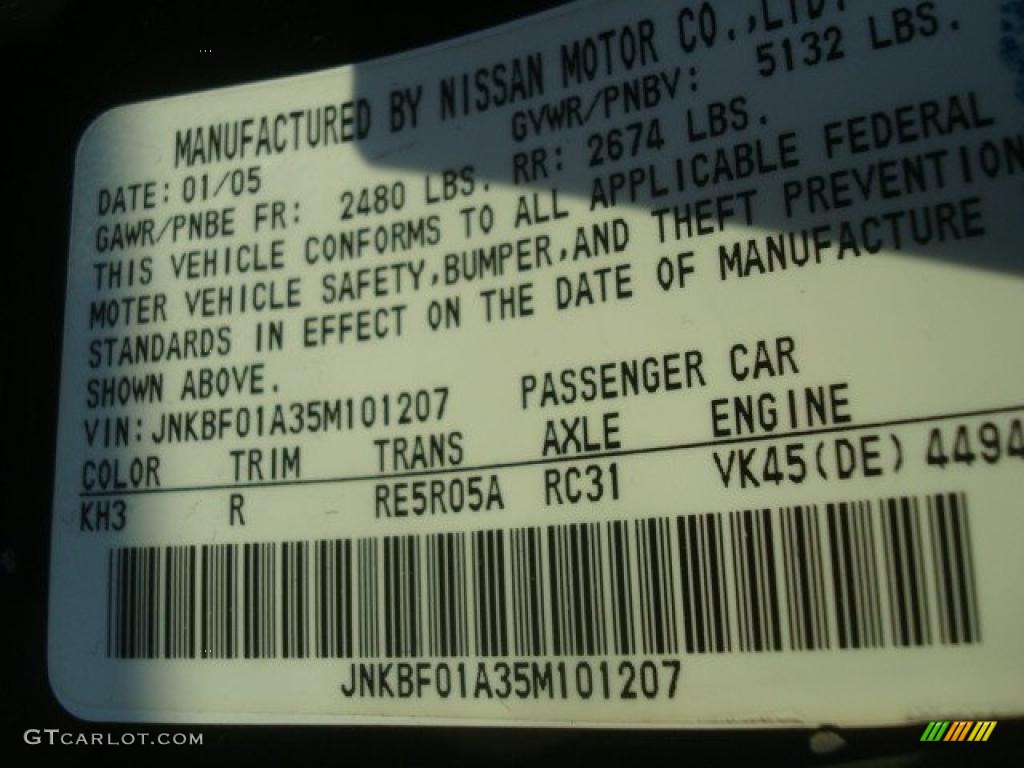 MANUFACTURED BY NISSAN MOTOR CO.,LTD.
DATE: 01/05 GVWR/PNBV: 5132 LBS.
GAWR/PNBE FR: 2480 LBS. RR: 2674 LBS.
THIS VEHICLE CONFORMS TO ALL APPLICABLE FEDERAL
MOTER VEHICLE SAFETY,BUMPER,AND THEFT PREVENTION
STANDARDS IN EFFECT ON THE DATE OF MANUFACTURE
SHOWN ABOVE.
VIN: JNKBF01A35M101207 PASSENGER CAR
COLOR TRIM TRANS AXLE ENGINE
KH3 R RE5R05A RC31 VK45(DE) 4494
JNKBF01A35M101207
GTCARLOT.COM